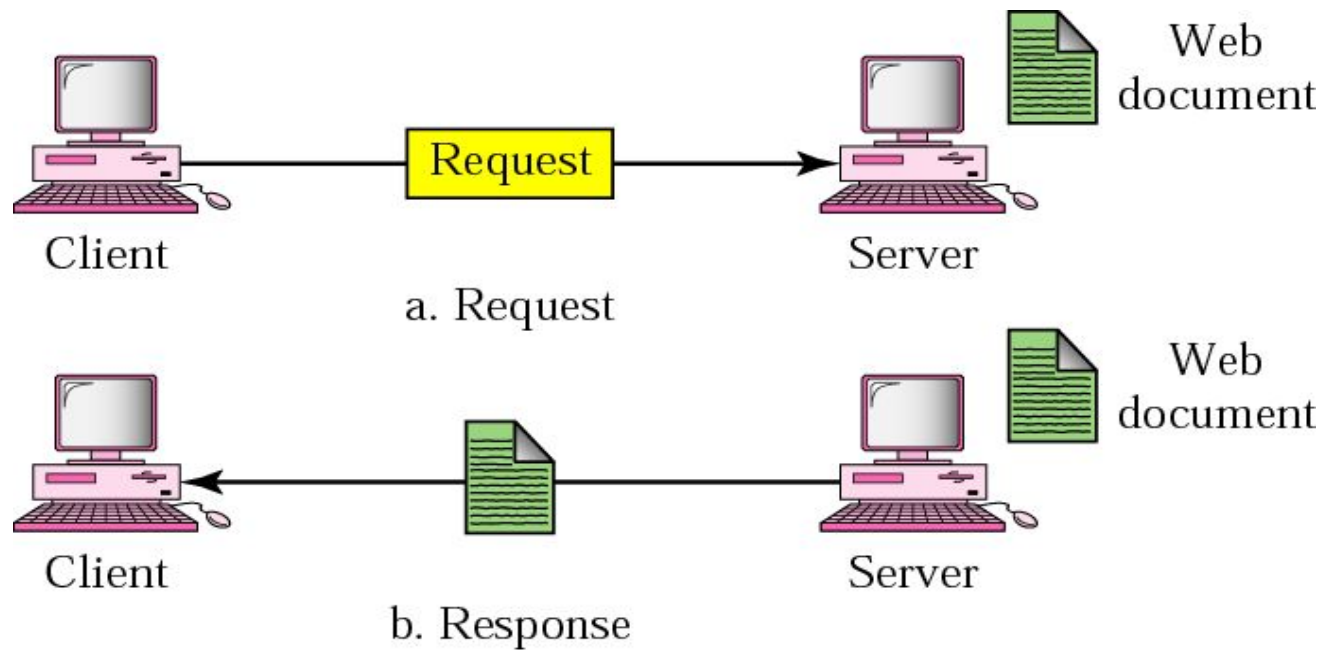 Web
document
Request
Client
Server
a. Request
Web
document
Client
Server
b. Response